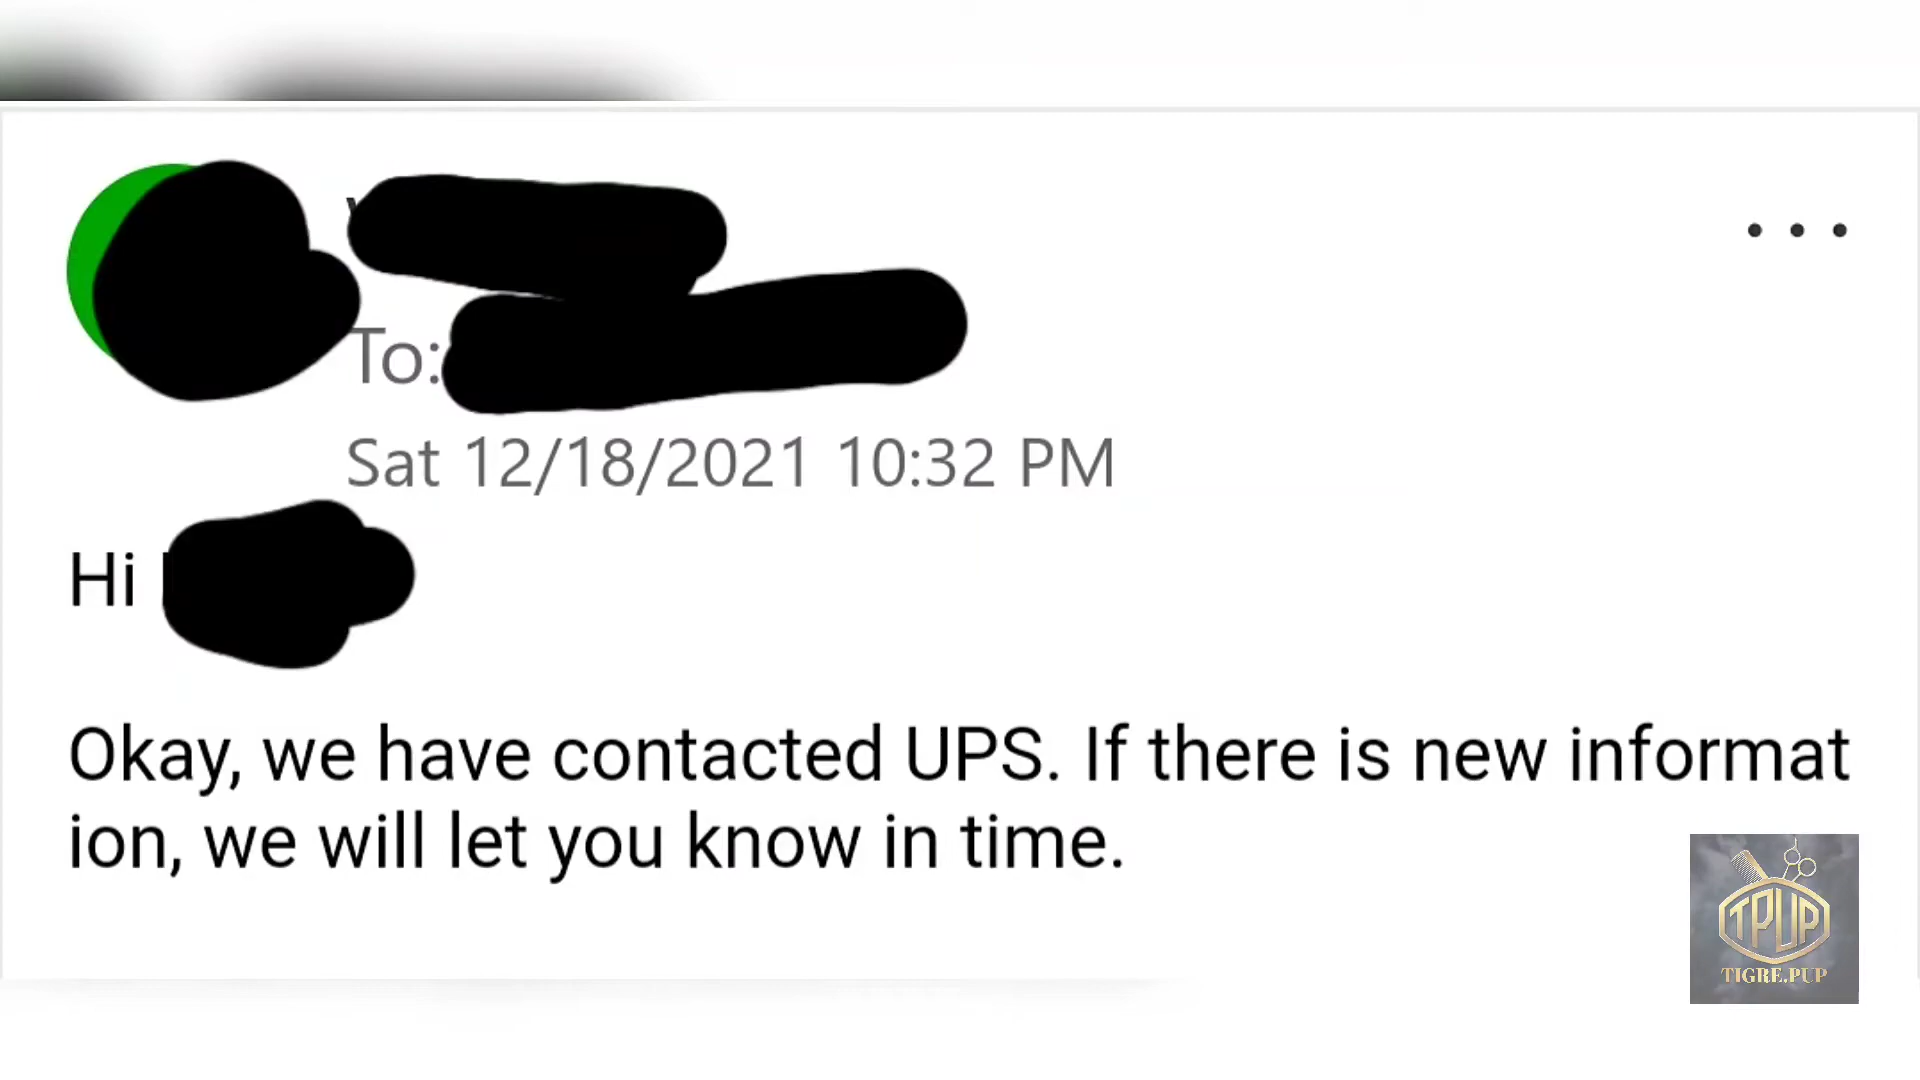 To:
Sat 12/18/2021 10:32 PM
Hi
Okay, we have contacted UPS. If there is new informat
ion, we will let you know in time.
TPUP
TIGRE.PUP